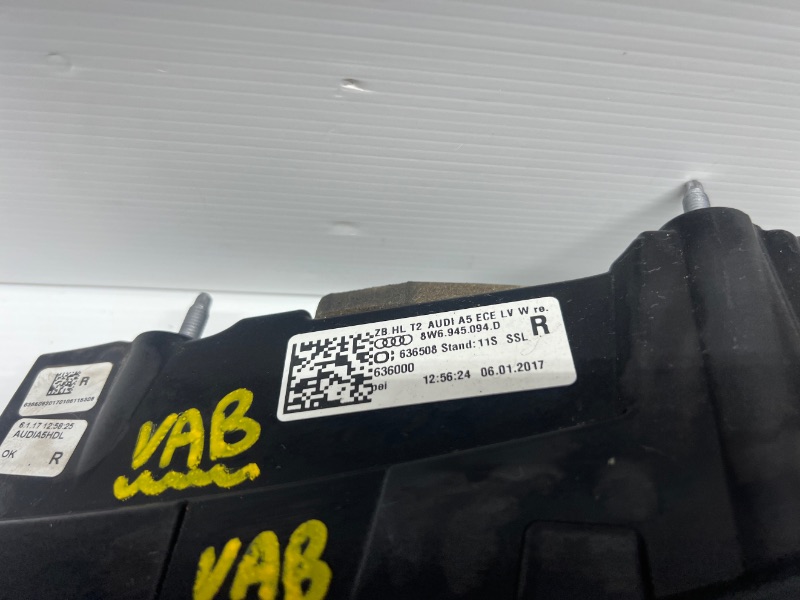 ZB HL T2 AUDI A5 ECE LV W re.
8W6.945.094.D R
636508 Stand: 11S SSL
636000
pei 12:56:24 06.01.2017
R
6.1.17 12:58:25
AUDIA5HDL
OK R
VAB
VAB